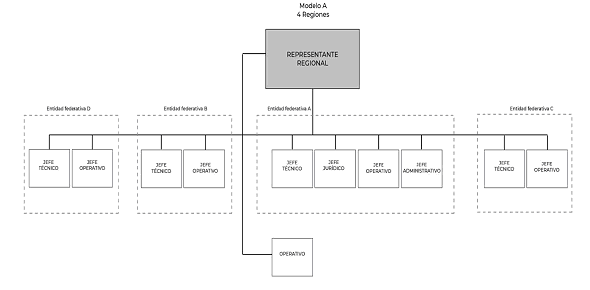 Modelo A
4 Regiones
REPRESENTANTE
REGIONAL
Entidad federativa D
Entidad federativa B
Entidad federativa A
Entidad federativa C
JEFE
TÉCNICO
JEFE
OPERATIVO
JEFE
TÉCNICO
JEFE
OPERATIVO
JEFE
TÉCNICO
JEFE
JURÍDICO
JEFE
OPERATIVO
JEFE
ADMINISTRATIVO
JEFE
TÉCNICO
JEFE
OPERATIVO
OPERATIVO